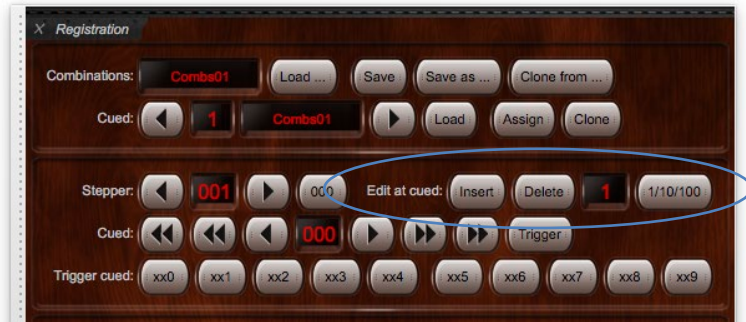 X Registration
Combinations: Combs01 Load ... Save Save as ... Clone from ...
Cued: 1 Combs01 Load Assign Clone
Stepper: 001 000 Edit at cued: Insert Delete 1 1/10/100
Cued: 000 Trigger
Trigger cued: xx0 xx1 xx2 xx3 xx4 xx5 xx6 xx7 xx8 xx9